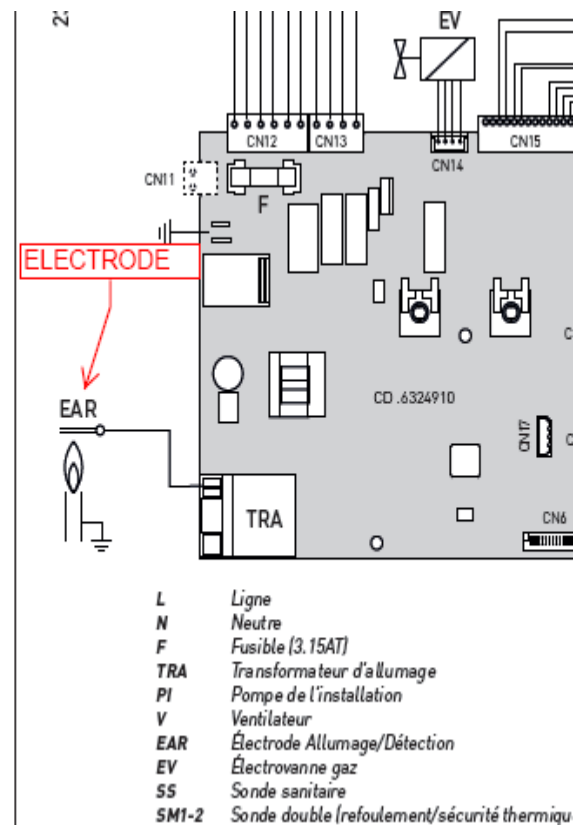 EV
CN12 CN13 CN15
CN14
CN11
F
ELECTRODE
EAR
CD .6324910
CN17
TRA
CN6
L Ligne
N Neutre
F Fusible (3.15AT)
TRA Transformateur d'allumage
PI Pompe de l'installation
V Ventilateur
EAR Électrode Allumage/Détection
EV Électrovanne gaz
SS Sonde sanitaire
SM1-2 Sonde double (refoulement/sécurité thermiqu